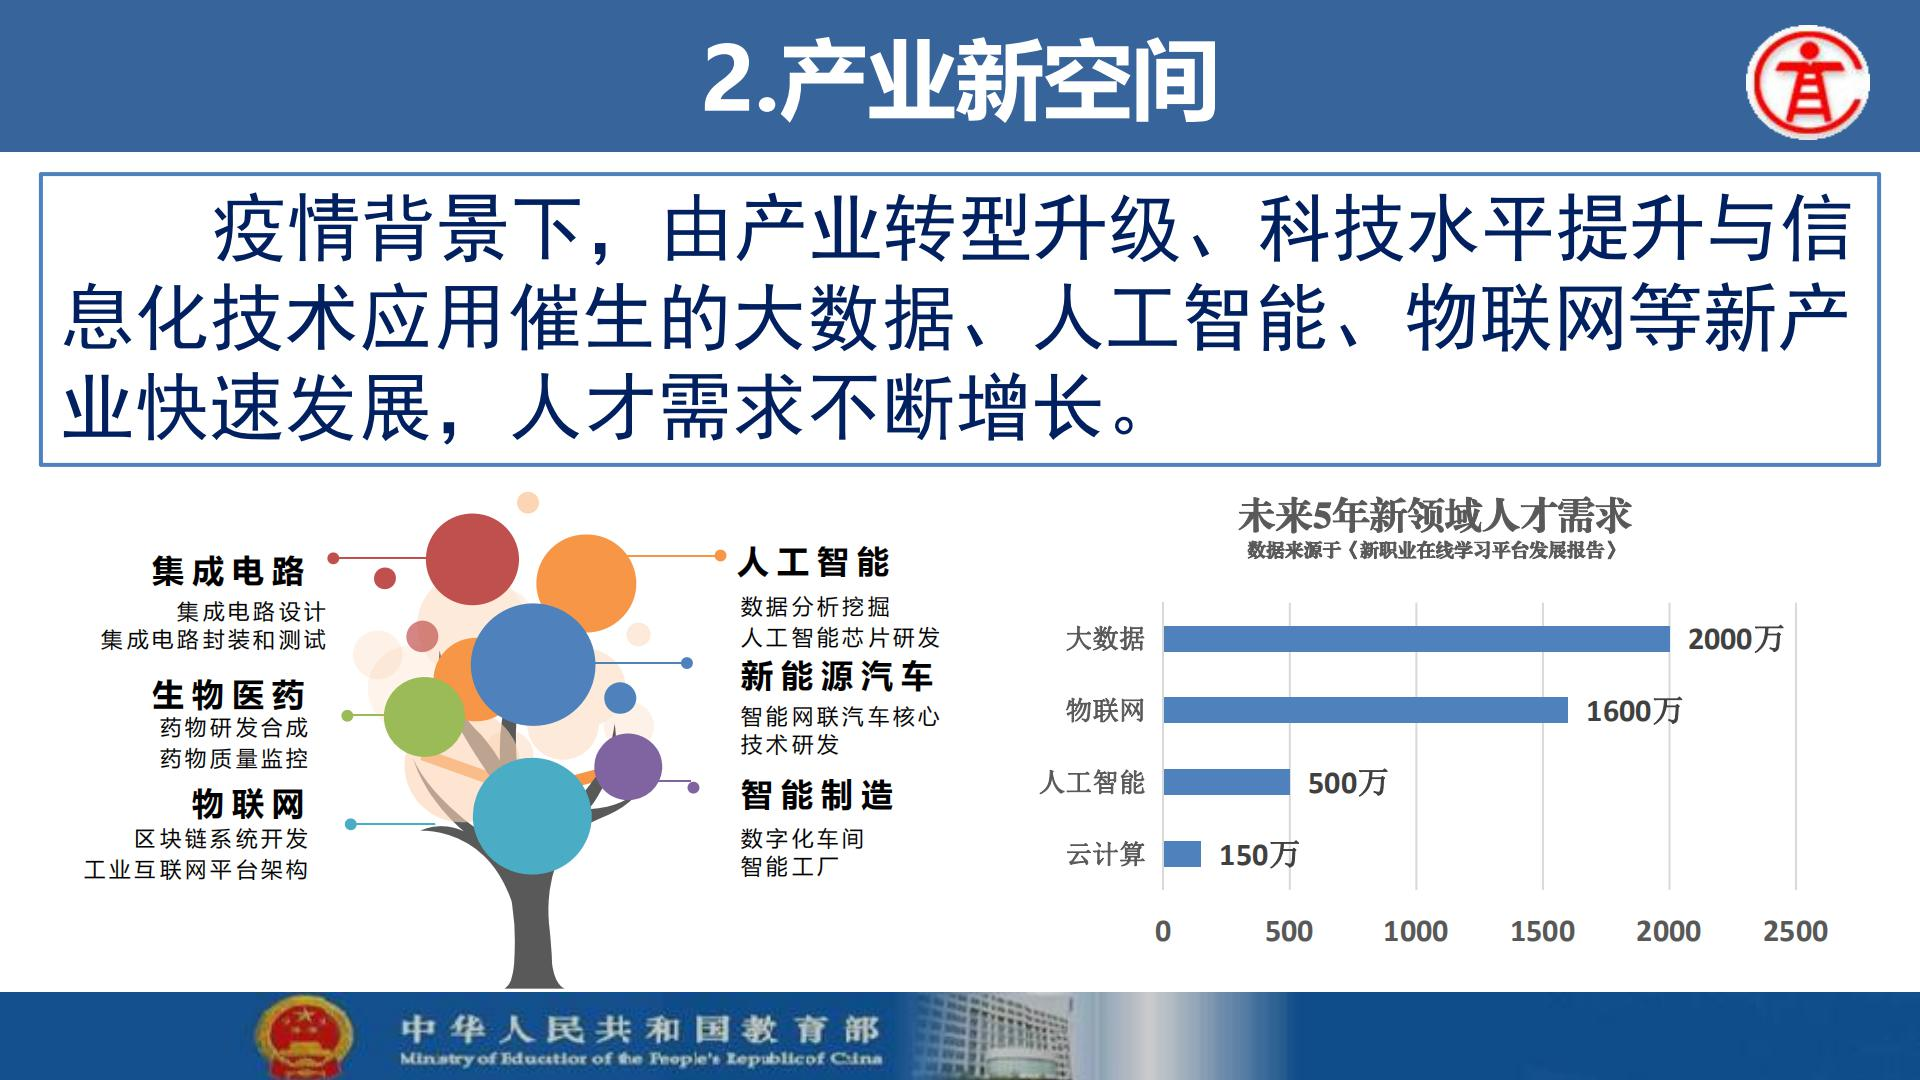 2.产业新空间
疫情背景下，由产业转型升级、科技水平提升与信
息化技术应用催生的大数据、人工智能、物联网等新产
业快速发展，人才需求不断增长。
集成电路
集成电路设计
集成电路封装和测试
生物医药
药物研发合成
药物质量监控
物联网
区块链系统开发
工业互联网平台架构
人工智能
数据分析挖掘
人工智能芯片研发
新能源汽车
智能网联汽车核心
技术研发
智能制造
数字化车间
智能工厂
未来5年新领域人才需求
数据来源于《新职业在线学习平台发展报告》
大数据 2000万
物联网 1600万
人工智能 500万
云计算 150万
0 500 1000 1500 2000 2500
中华人民共和国教育部
Ministry of Education of the People's Republic of China